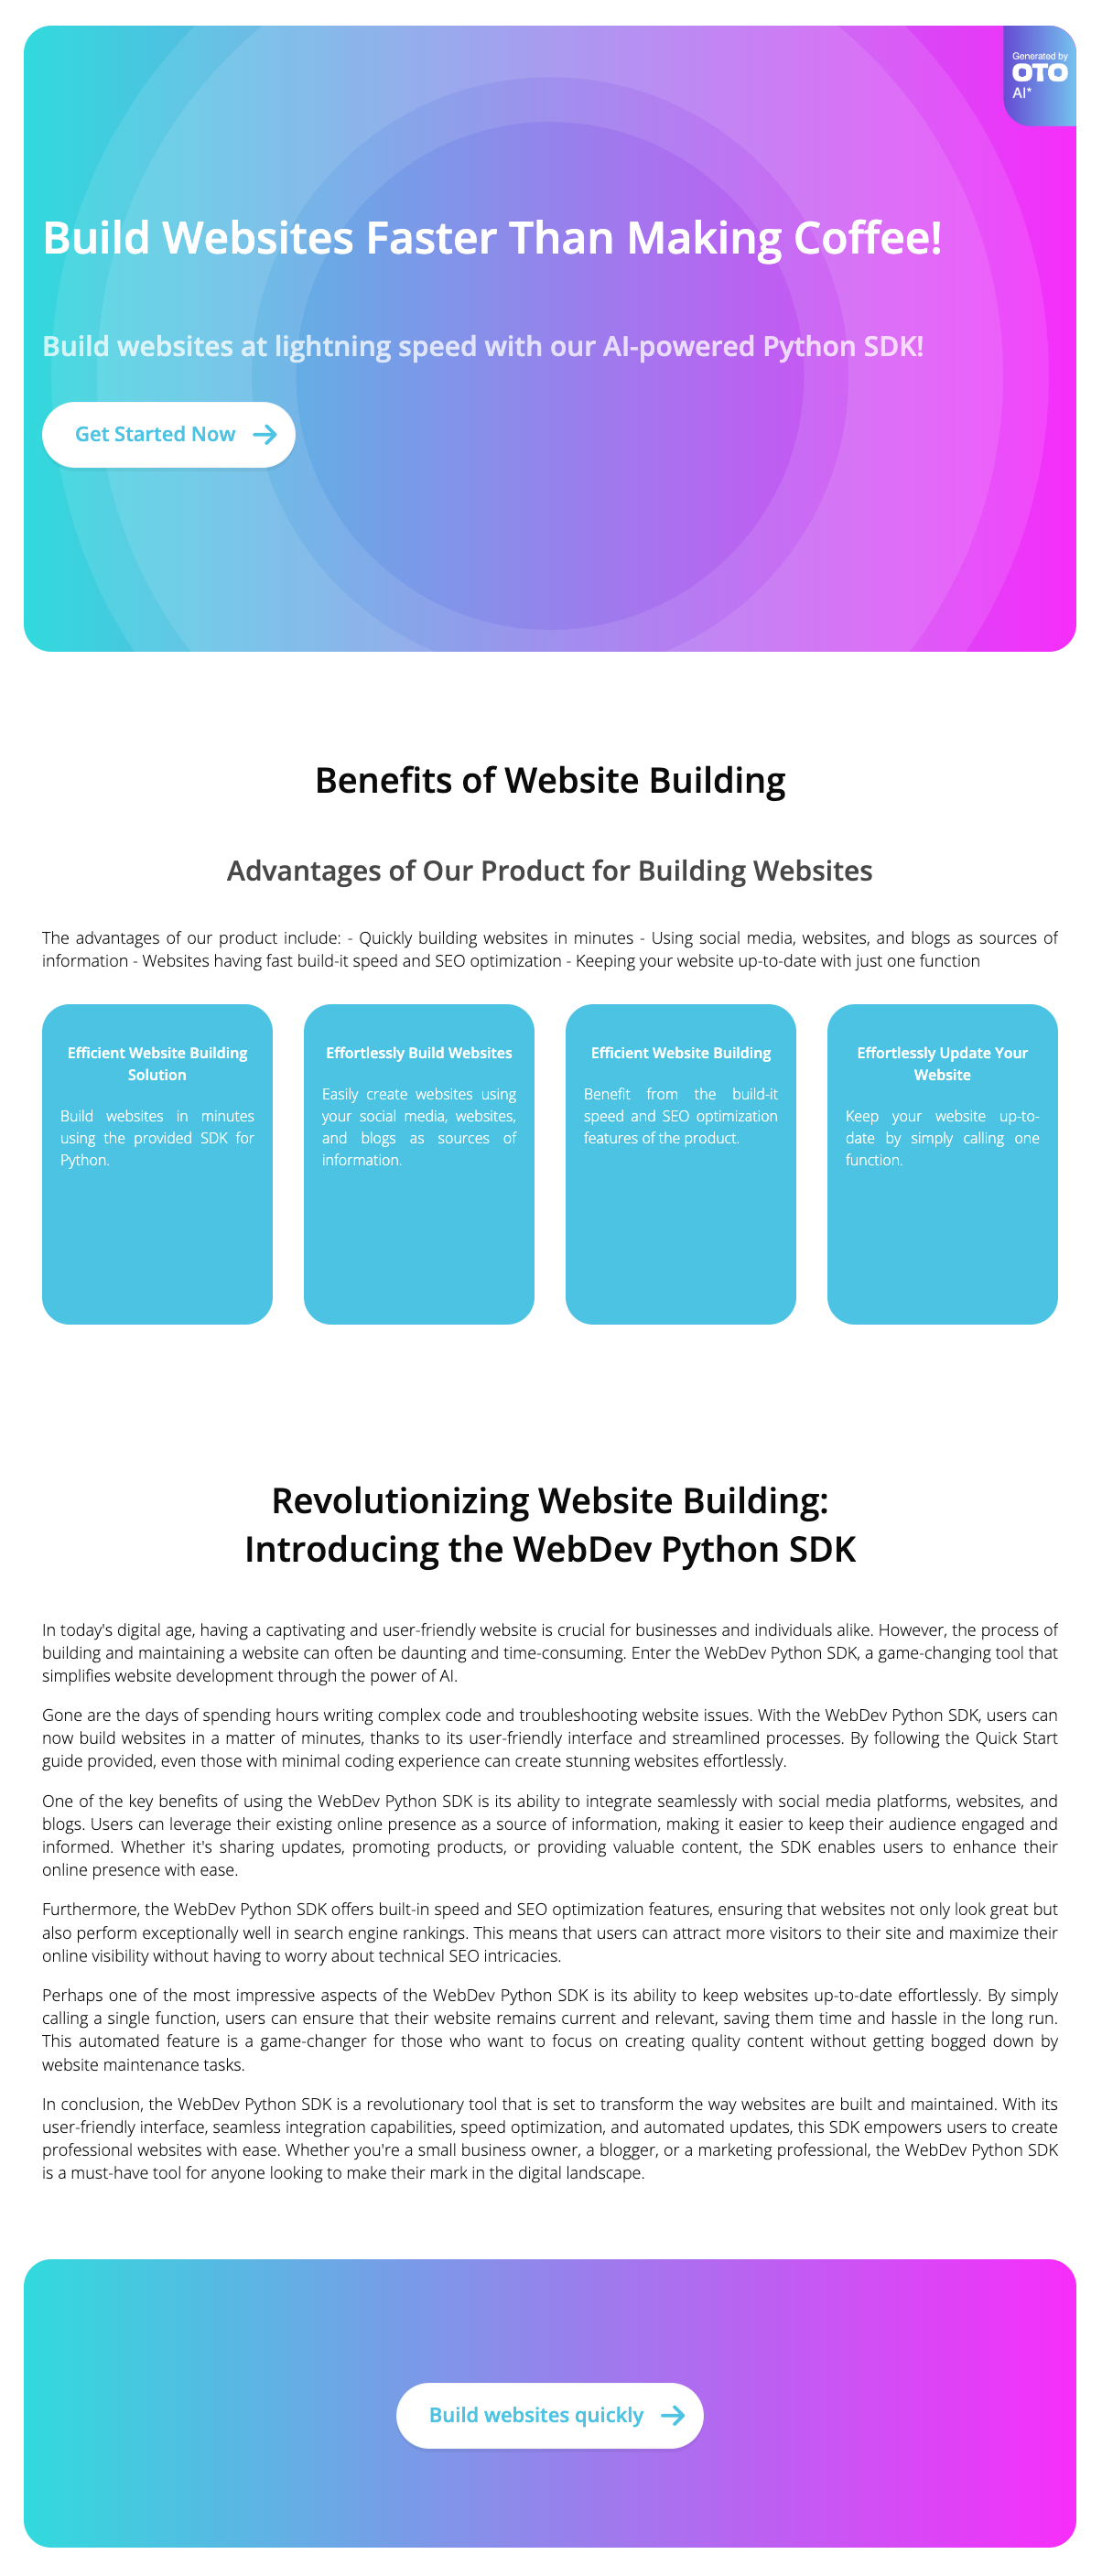 Generated by
OTO
AI*
Build Websites Faster Than Making Coffee!
Build websites at lightning speed with our AI-powered Python SDK!
Get Started Now
Benefits of Website Building
Advantages of Our Product for Building Websites
The advantages of our product include: - Quickly building websites in minutes - Using social media, websites, and blogs as sources of
information - Websites having fast build-it speed and SEO optimization - Keeping your website up-to-date with just one function
Efficient Website Building
Solution
Build websites in minutes
using the provided SDK for
Python.
Effortlessly Build Websites
Easily create websites using
your social media, websites,
and blogs as sources of
information.
Efficient Website Building
Benefit from the build-it
speed and SEO optimization
features of the product.
Effortlessly Update Your
Website
Keep your website up-to-
date by simply calling one
function.
Revolutionizing Website Building:
Introducing the WebDev Python SDK
In today's digital age, having a captivating and user-friendly website is crucial for businesses and individuals alike. However, the process of
building and maintaining a website can often be daunting and time-consuming. Enter the WebDev Python SDK, a game-changing tool that
simplifies website development through the power of AI.
Gone are the days of spending hours writing complex code and troubleshooting website issues. With the WebDev Python SDK, users can
now build websites in a matter of minutes, thanks to its user-friendly interface and streamlined processes. By following the Quick Start
guide provided, even those with minimal coding experience can create stunning websites effortlessly.
One of the key benefits of using the WebDev Python SDK is its ability to integrate seamlessly with social media platforms, websites, and
blogs. Users can leverage their existing online presence as a source of information, making it easier to keep their audience engaged and
informed. Whether it's sharing updates, promoting products, or providing valuable content, the SDK enables users to enhance their
online presence with ease.
Furthermore, the WebDev Python SDK offers built-in speed and SEO optimization features, ensuring that websites not only look great but
also perform exceptionally well in search engine rankings. This means that users can attract more visitors to their site and maximize their
online visibility without having to worry about technical SEO intricacies.
Perhaps one of the most impressive aspects of the WebDev Python SDK is its ability to keep websites up-to-date effortlessly. By simply
calling a single function, users can ensure that their website remains current and relevant, saving them time and hassle in the long run.
This automated feature is a game-changer for those who want to focus on creating quality content without getting bogged down by
website maintenance tasks.
In conclusion, the WebDev Python SDK is a revolutionary tool that is set to transform the way websites are built and maintained. With its
user-friendly interface, seamless integration capabilities, speed optimization, and automated updates, this SDK empowers users to create
professional websites with ease. Whether you're a small business owner, a blogger, or a marketing professional, the WebDev Python SDK
is a must-have tool for anyone looking to make their mark in the digital landscape.
Build websites quickly